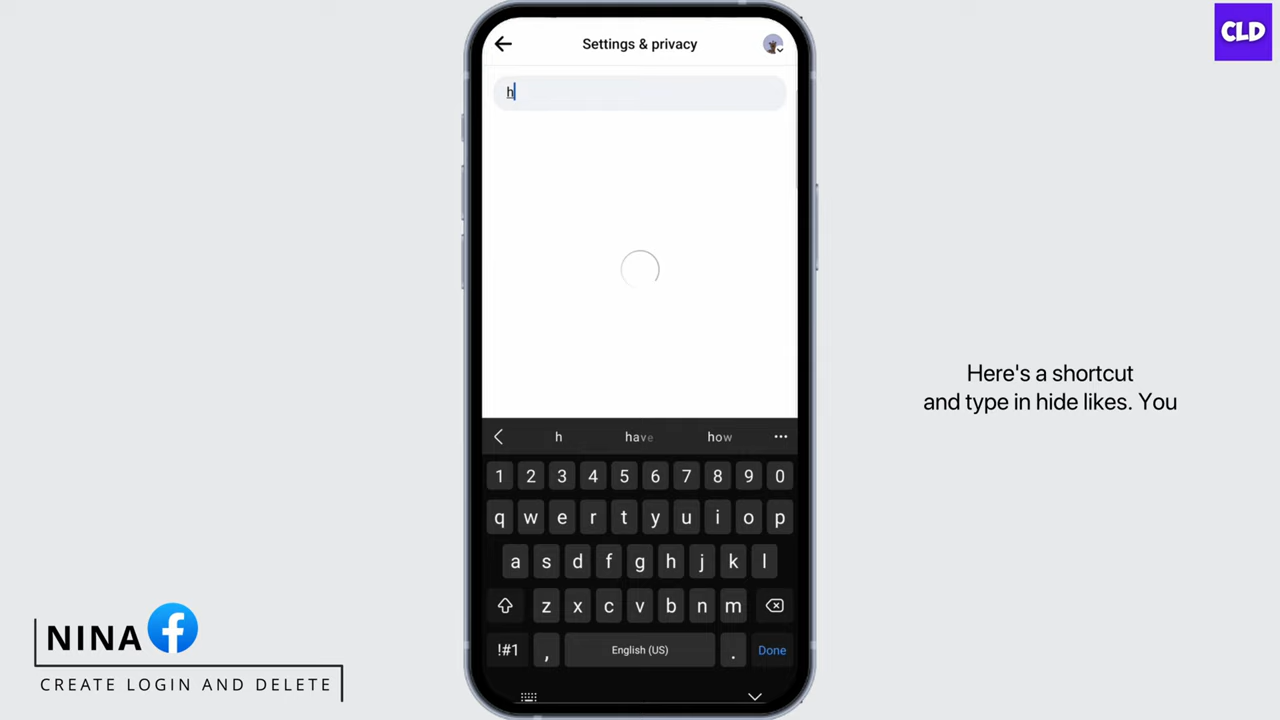 CLD
Settings & privacy
h
Here's a shortcut
and type in hide likes. You
h have how
1 2 3 4 5 6 7 8 9 0
q w e r t y u i o p
a s d f g h j k l
z x c v b n m
!#1 , English (US) . Done
NINA
CREATE LOGIN AND DELETE